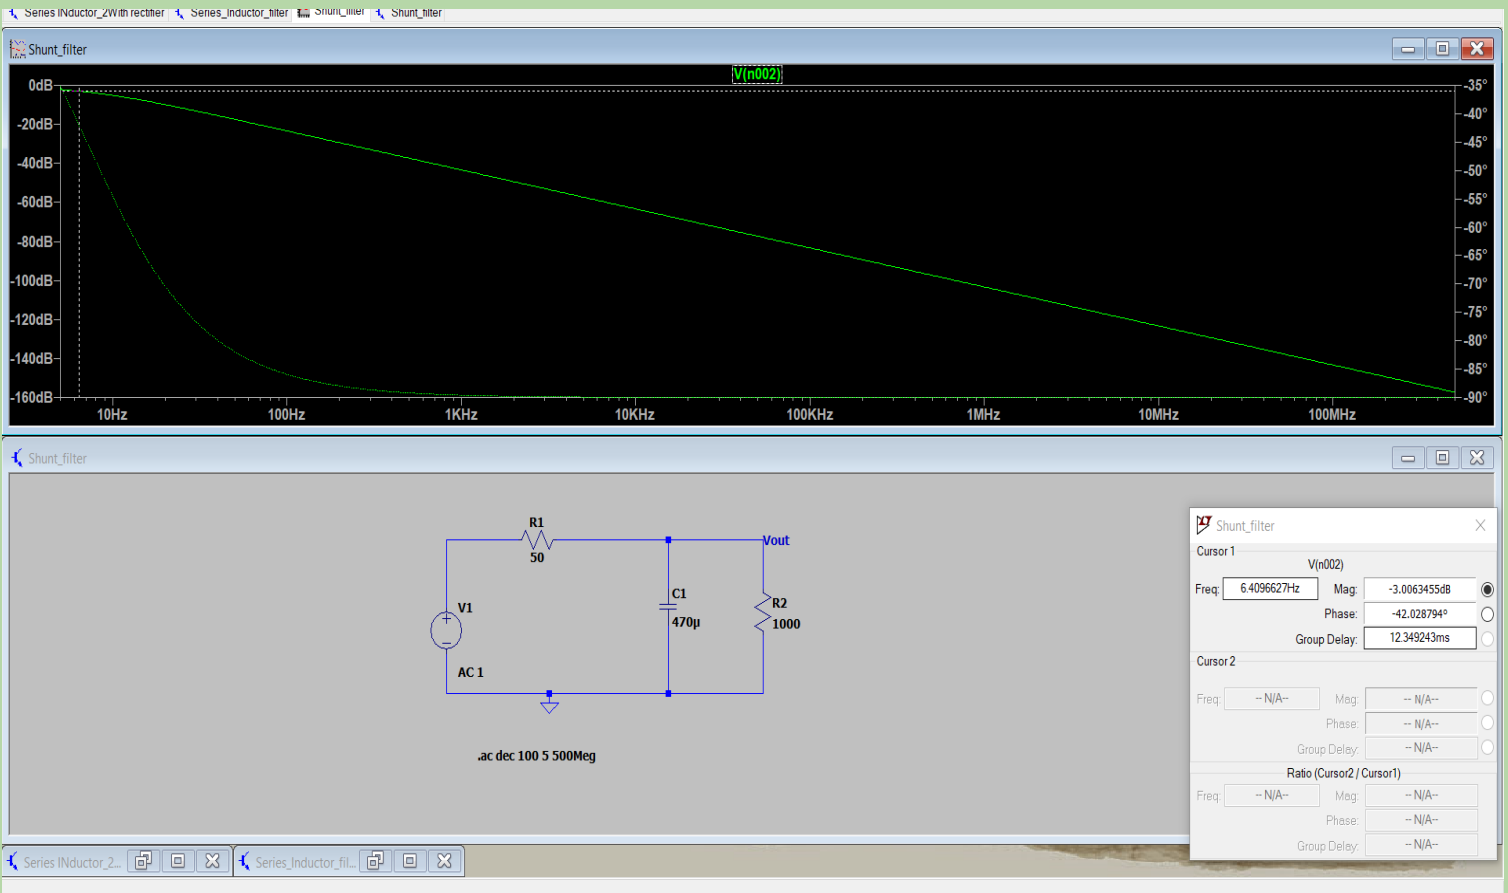 Series INductor_2With rectifier Series_Inductor_filter Shunt_filter Shunt_filter
Shunt_filter
V(n002)
0dB
-20dB
-40dB
-60dB
-80dB
-100dB
-120dB
-140dB
-160dB
-35°
-40°
-45°
-50°
-55°
-60°
-65°
-70°
-75°
-80°
-85°
-90°
10Hz 100Hz 1KHz 10KHz 100KHz 1MHz 10MHz 100MHz
Shunt_filter
R1
50
Vout
V1
AC 1
C1
470µ
R2
1000
.ac dec 100 5 500Meg
Shunt_filter
Cursor 1
V(n002)
Freq: 6.4096627Hz Mag: -3.0063455dB
Phase: -42.028794°
Group Delay: 12.349243ms
Cursor 2
Freq: -- N/A-- Mag: -- N/A--
Phase: -- N/A--
Group Delay: -- N/A--
Ratio (Cursor2 / Cursor1)
Freq: -- N/A-- Mag: -- N/A--
Phase: -- N/A--
Group Delay: -- N/A--
Series INductor_2... Series_Inductor_fil...